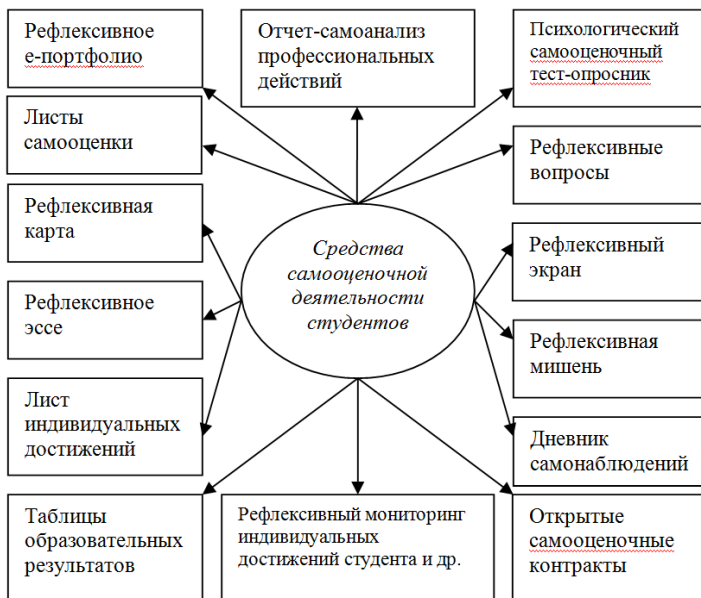 Рефлексивное
е-портфолио
Отчет-самоанализ
профессиональных
действий
Психологический
самооценочный
тест-опросник
Листы
самооценки
Рефлексивные
вопросы
Рефлексивная
карта
Средства
самооценочной
деятельности
студентов
Рефлексивный
экран
Рефлексивное
эссе
Рефлексивная
мишень
Лист
индивидуальных
достижений
Дневник
самонаблюдений
Таблицы
образовательных
результатов
Рефлексивный мониторинг
индивидуальных
достижений студента и др.
Открытые
самооценочные
контракты